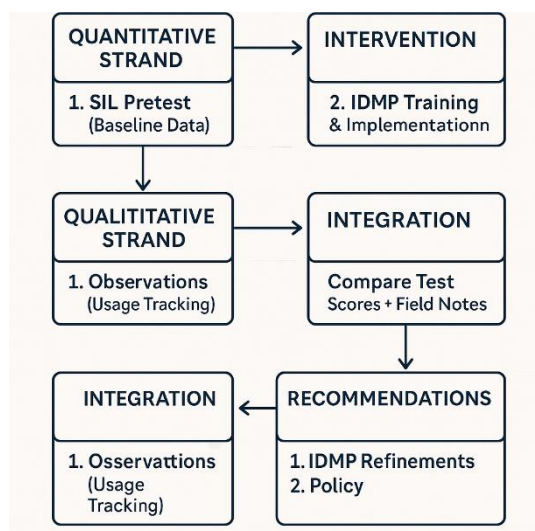 QUANTITATIVE
STRAND
1. SIL Pretest
(Baseline Data)
INTERVENTION
2. IDMP Training
& Implementationn
QUALITITATIVE
STRAND
1. Observations
(Usage Tracking)
INTEGRATION
Compare Test
Scores + Field Notes
INTEGRATION
1. Osservattions
(Usage
Tracking)
RECOMMENDATIONS
1. IDMP Refinements
2. Policy